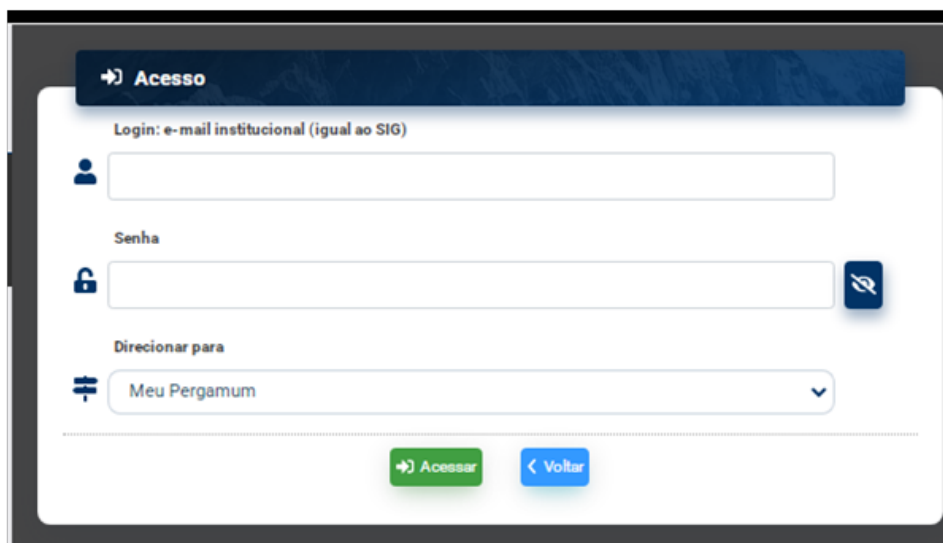 Acesso
Login: e-mail institucional (igual ao SIG)
Senha
Direcionar para
Meu Pergamum
Acessar
Voltar